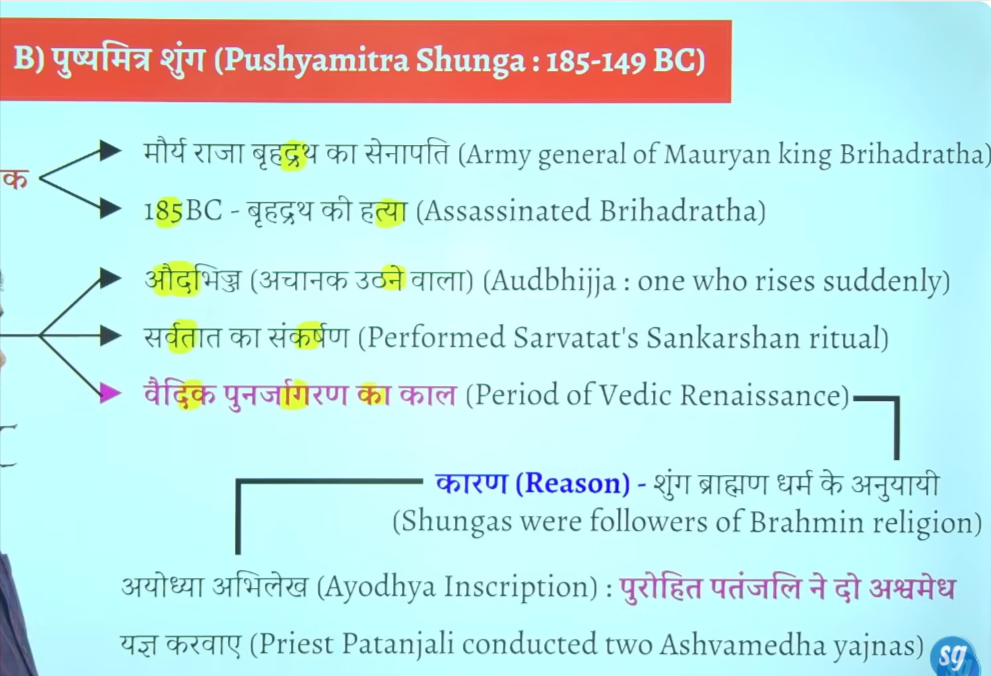 B) पुष्यमित्र शुंग (Pushyamitra Shunga : 185-149 BC)
मौर्य राजा बृहद्रथ का सेनापति (Army general of Mauryan king Brihadratha)
क
185BC - बृहद्रथ की हत्या (Assassinated Brihadratha)
औदभिज्ज (अचानक उठने वाला) (Audbhijja : one who rises suddenly)
सर्वतात का संकर्षण (Performed Sarvatat's Sankarshan ritual)
वैदिक पुनर्जागरण का काल (Period of Vedic Renaissance)
कारण (Reason) - शुंग ब्राह्मण धर्म के अनुयायी
(Shungas were followers of Brahmin religion)
अयोध्या अभिलेख (Ayodhya Inscription) : पुरोहित पतंजलि ने दो अश्वमेध
यज्ञ करवाए (Priest Patanjali conducted two Ashvamedha yajnas)
sg